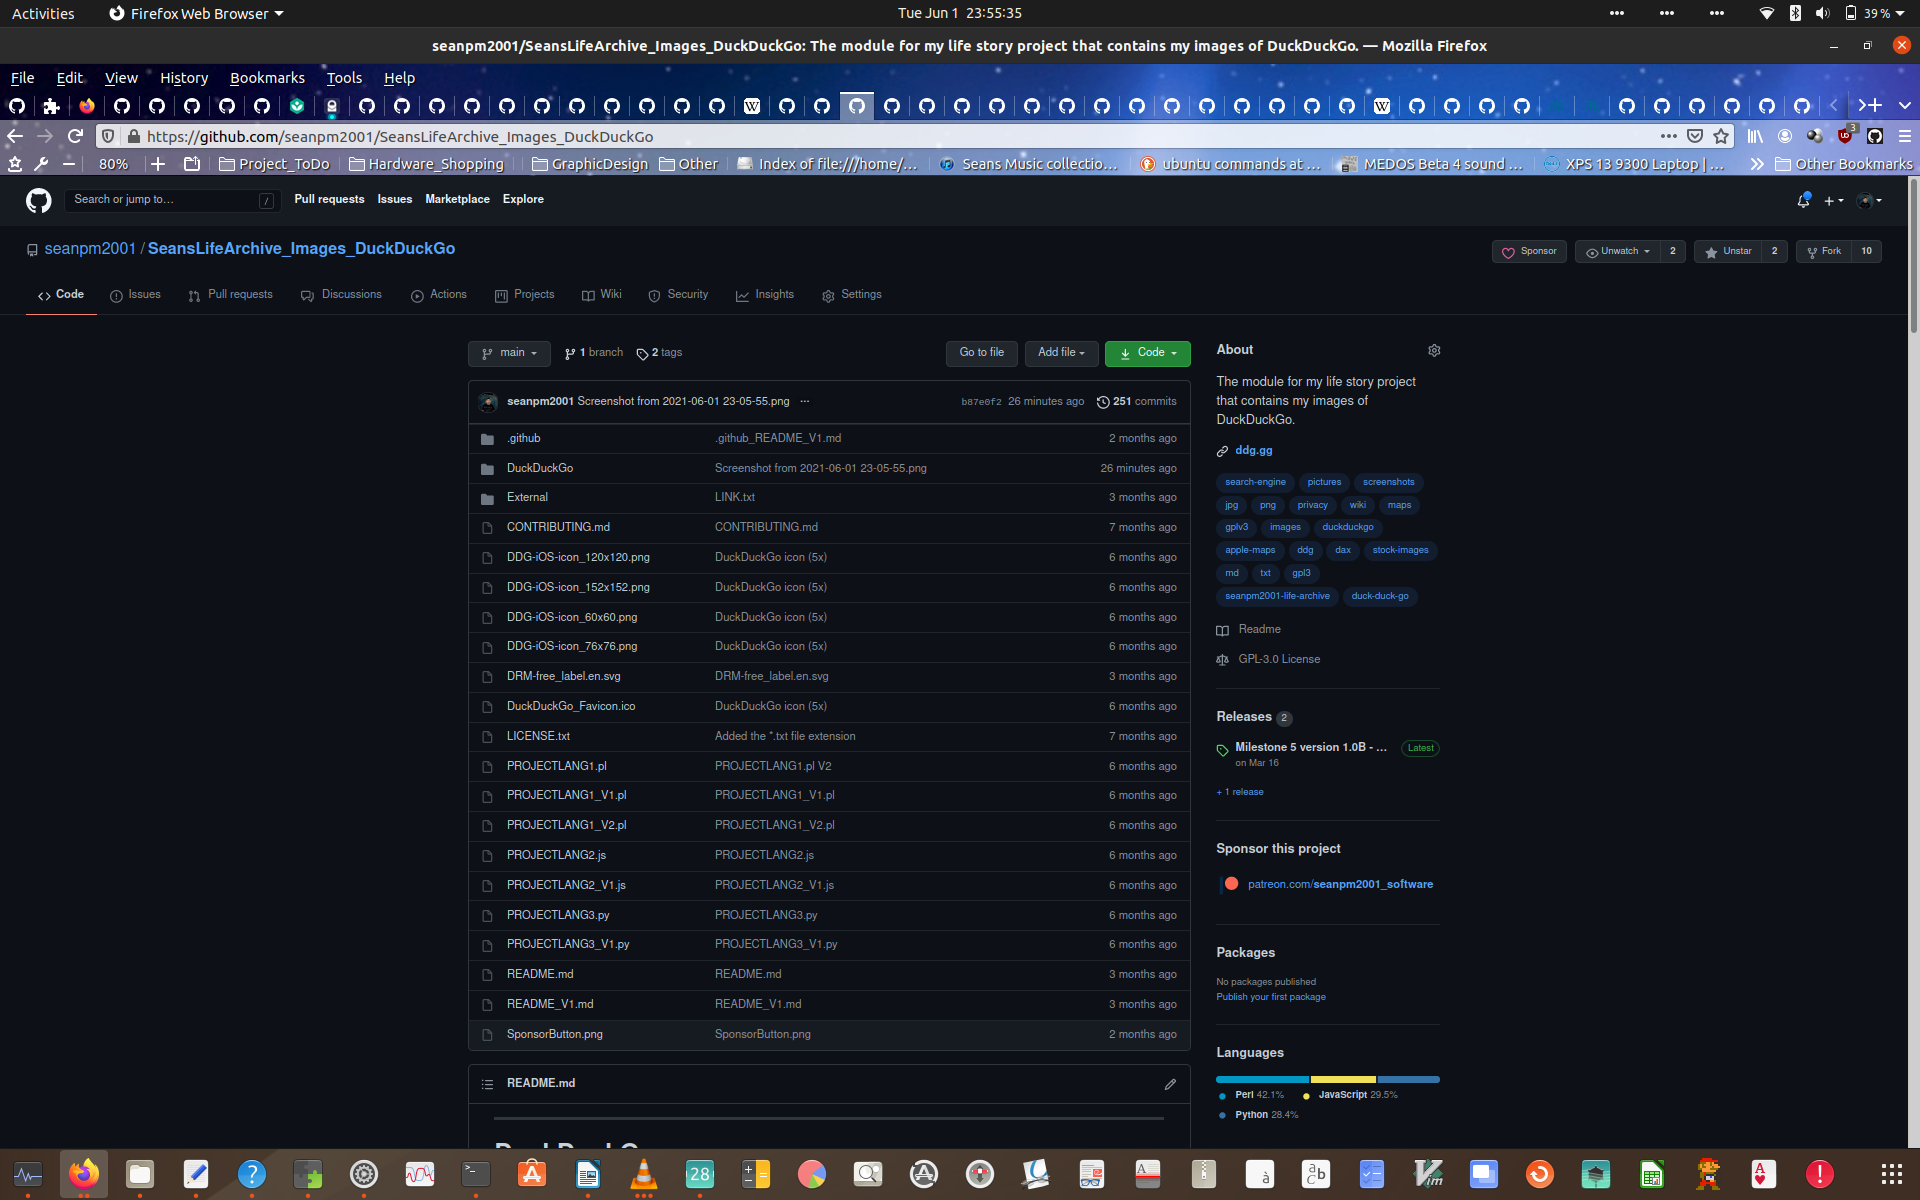 Activities Firefox Web Browser Tue Jun 1 23:55:35 39%
seanpm2001/SeansLifeArchive_Images_DuckDuckGo: The module for my life story project that contains my images of DuckDuckGo. — Mozilla Firefox
File Edit View History Bookmarks Tools Help
https://github.com/seanpm2001/SeansLifeArchive_Images_DuckDuckGo 3
80% Project_ToDo Hardware_Shopping GraphicDesign Other Index of file:///home/... Seans Music collectio... ubuntu commands at ... MEDOS Beta 4 sound ... XPS 13 9300 Laptop | ... Other Bookmarks
Search or jump to... / Pull requests Issues Marketplace Explore
seanpm2001 / SeansLifeArchive_Images_DuckDuckGo Sponsor Unwatch 2 Unstar 2 Fork 10
Code Issues Pull requests Discussions Actions Projects Wiki Security Insights Settings
main 1 branch 2 tags Go to file Add file Code
seanpm2001 Screenshot from 2021-06-01 23-05-55.png ... b87e0f2 26 minutes ago 251 commits
.github .github_README_V1.md 2 months ago
DuckDuckGo Screenshot from 2021-06-01 23-05-55.png 26 minutes ago
External LINK.txt 3 months ago
CONTRIBUTING.md CONTRIBUTING.md 7 months ago
DDG-iOS-icon_120x120.png DuckDuckGo icon (5x) 6 months ago
DDG-iOS-icon_152x152.png DuckDuckGo icon (5x) 6 months ago
DDG-iOS-icon_60x60.png DuckDuckGo icon (5x) 6 months ago
DDG-iOS-icon_76x76.png DuckDuckGo icon (5x) 6 months ago
DRM-free_label.en.svg DRM-free_label.en.svg 3 months ago
DuckDuckGo_Favicon.ico DuckDuckGo icon (5x) 6 months ago
LICENSE.txt Added the *.txt file extension 7 months ago
PROJECTLANG1.pl PROJECTLANG1.pl V2 6 months ago
PROJECTLANG1_V1.pl PROJECTLANG1_V1.pl 6 months ago
PROJECTLANG1_V2.pl PROJECTLANG1_V2.pl 6 months ago
PROJECTLANG2.js PROJECTLANG2.js 6 months ago
PROJECTLANG2_V1.js PROJECTLANG2_V1.js 6 months ago
PROJECTLANG3.py PROJECTLANG3.py 6 months ago
PROJECTLANG3_V1.py PROJECTLANG3_V1.py 6 months ago
README.md README.md 3 months ago
README_V1.md README_V1.md 3 months ago
SponsorButton.png SponsorButton.png 2 months ago
README.md
About
The module for my life story project
that contains my images of
DuckDuckGo.
ddg.gg
search-engine pictures screenshots
jpg png privacy wiki maps
gplv3 images duckduckgo
apple-maps ddg dax stock-images
md txt gpl3
seanpm2001-life-archive duck-duck-go
Readme
GPL-3.0 License
Releases 2
Milestone 5 version 1.0B - ... Latest
on Mar 16
+ 1 release
Sponsor this project
patreon.com/seanpm2001_software
Packages
No packages published
Publish your first package
Languages
Perl 42.1% JavaScript 29.5%
Python 28.4%
28